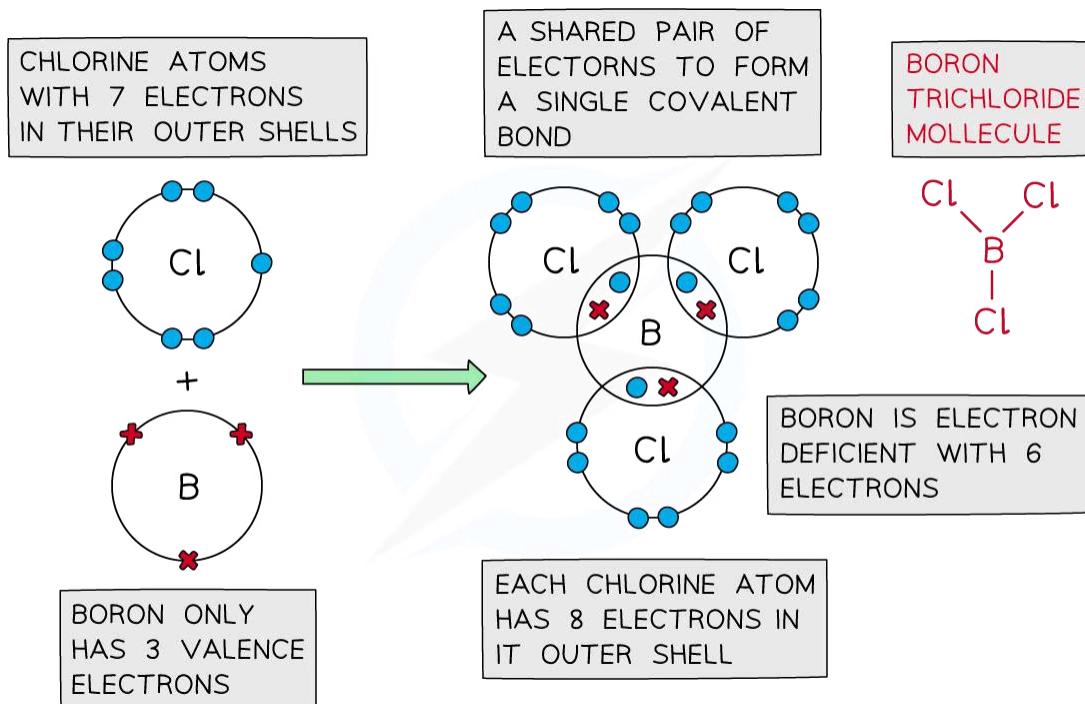 CHLORINE ATOMS
WITH 7 ELECTRONS
IN THEIR OUTER SHELLS
Cl
+
B
BORON ONLY
HAS 3 VALENCE
ELECTRONS
A SHARED PAIR OF
ELECTORNS TO FORM
A SINGLE COVALENT
BOND
Cl
Cl
B
Cl
EACH CHLORINE ATOM
HAS 8 ELECTRONS IN
IT OUTER SHELL
BORON
TRICHLORIDE
MOLLECULE
Cl Cl
B
Cl
BORON IS ELECTRON
DEFICIENT WITH 6
ELECTRONS